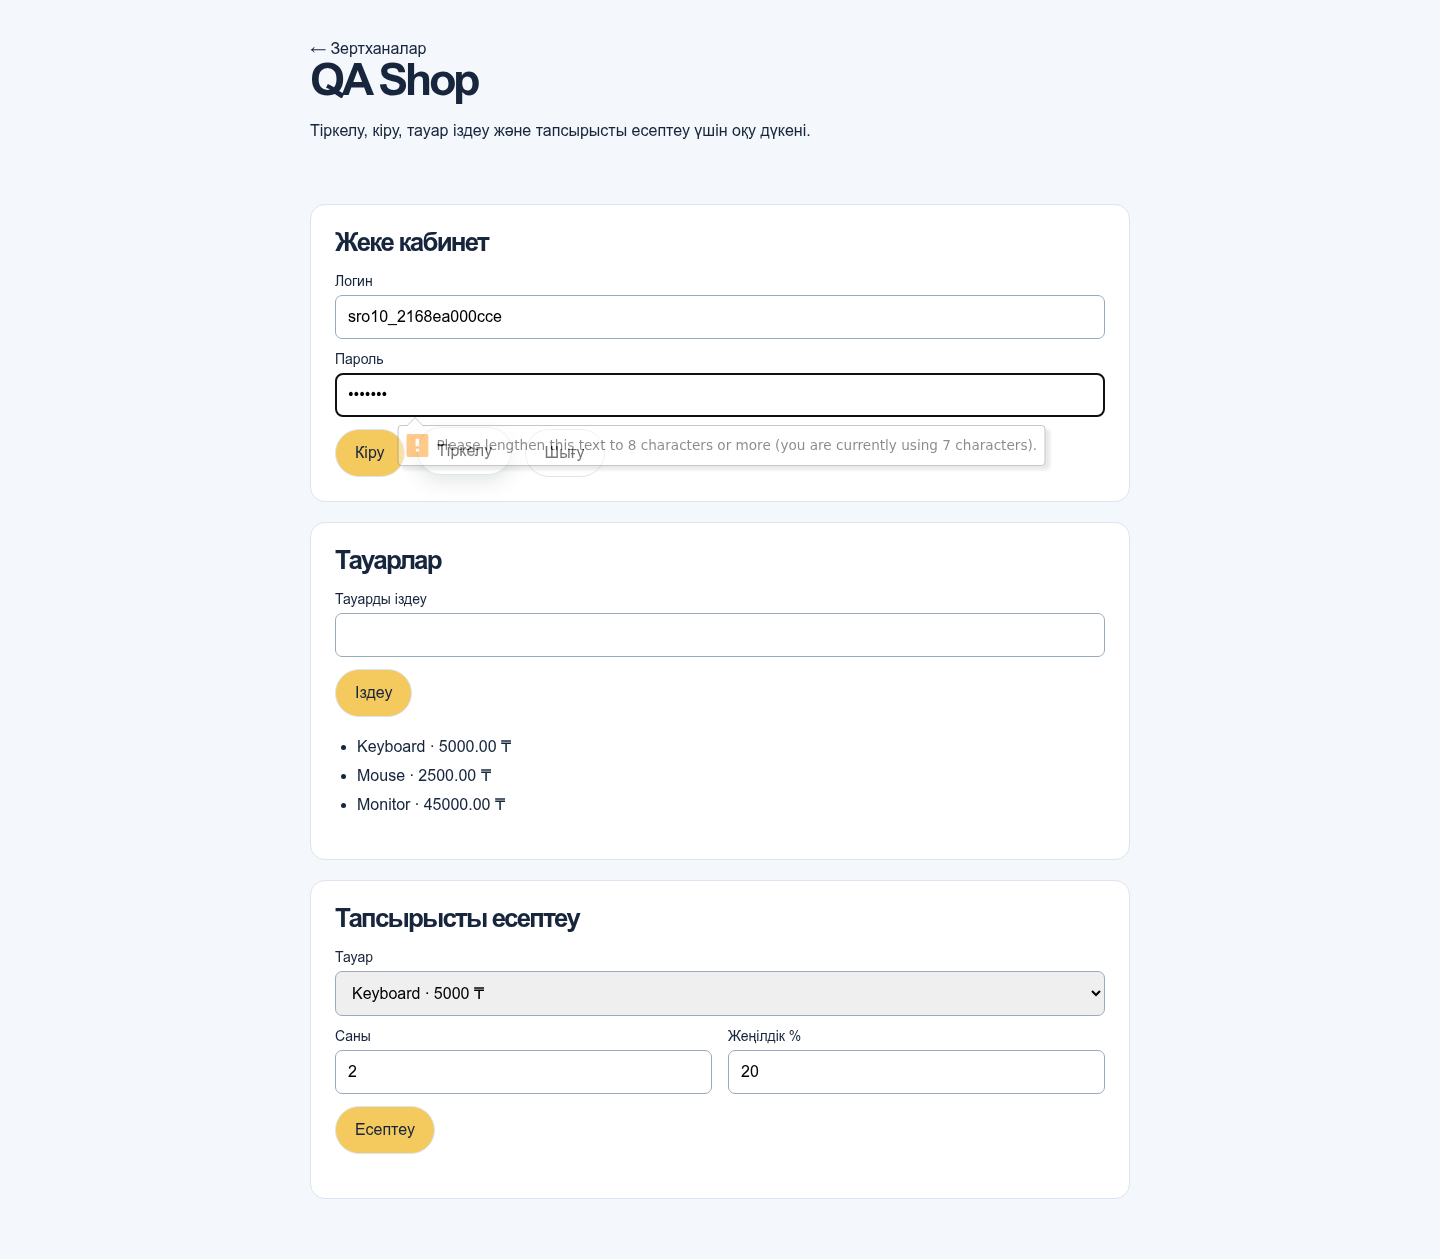 ← Зертханалар
QA Shop
Тіркелу, кіру, тауар іздеу және тапсырысты есептеу үшін оқу дүкені.
Жеке кабинет
Логин
sro10_2168ea000cce
Пароль
•••••••
Please lengthen this text to 8 characters or more (you are currently using 7 characters).
Кіру Тіркелу Шығу
Тауарлар
Тауарды іздеу
Іздеу
• Keyboard · 5000.00 ₸
• Mouse · 2500.00 ₸
• Monitor · 45000.00 ₸
Тапсырысты есептеу
Тауар
Keyboard · 5000 ₸
Саны Жеңілдік %
2 20
Есептеу